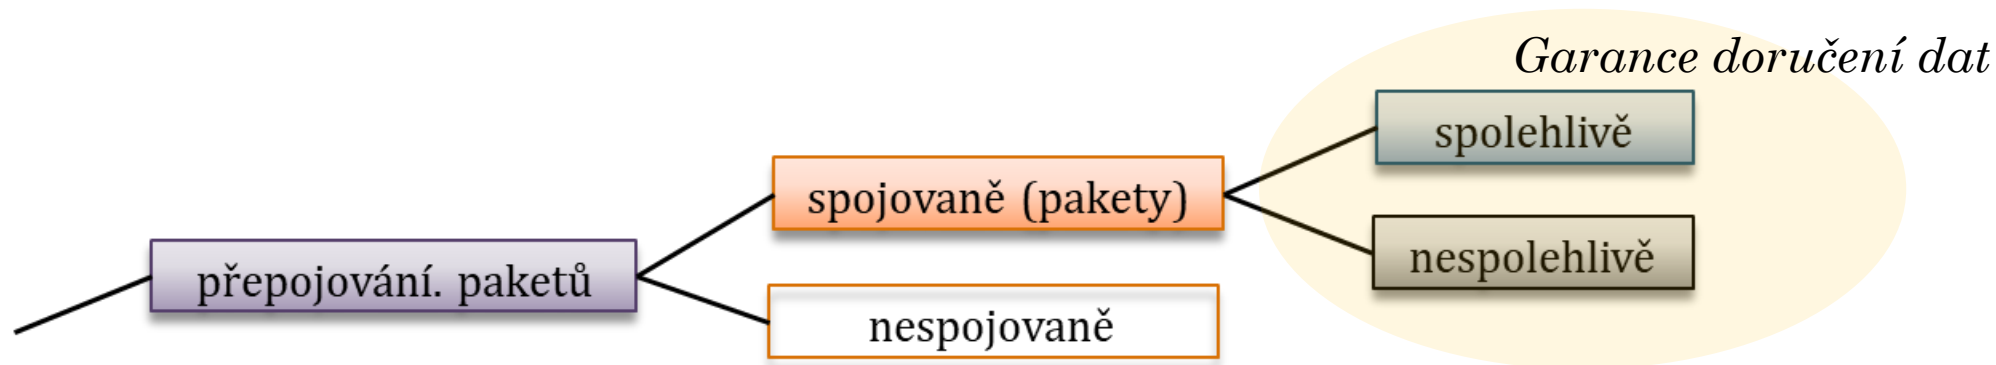 Garance doručení dat
spolehlivě
spojovaně (pakety)
nespolehlivě
přepojování. paketů
nespojovaně